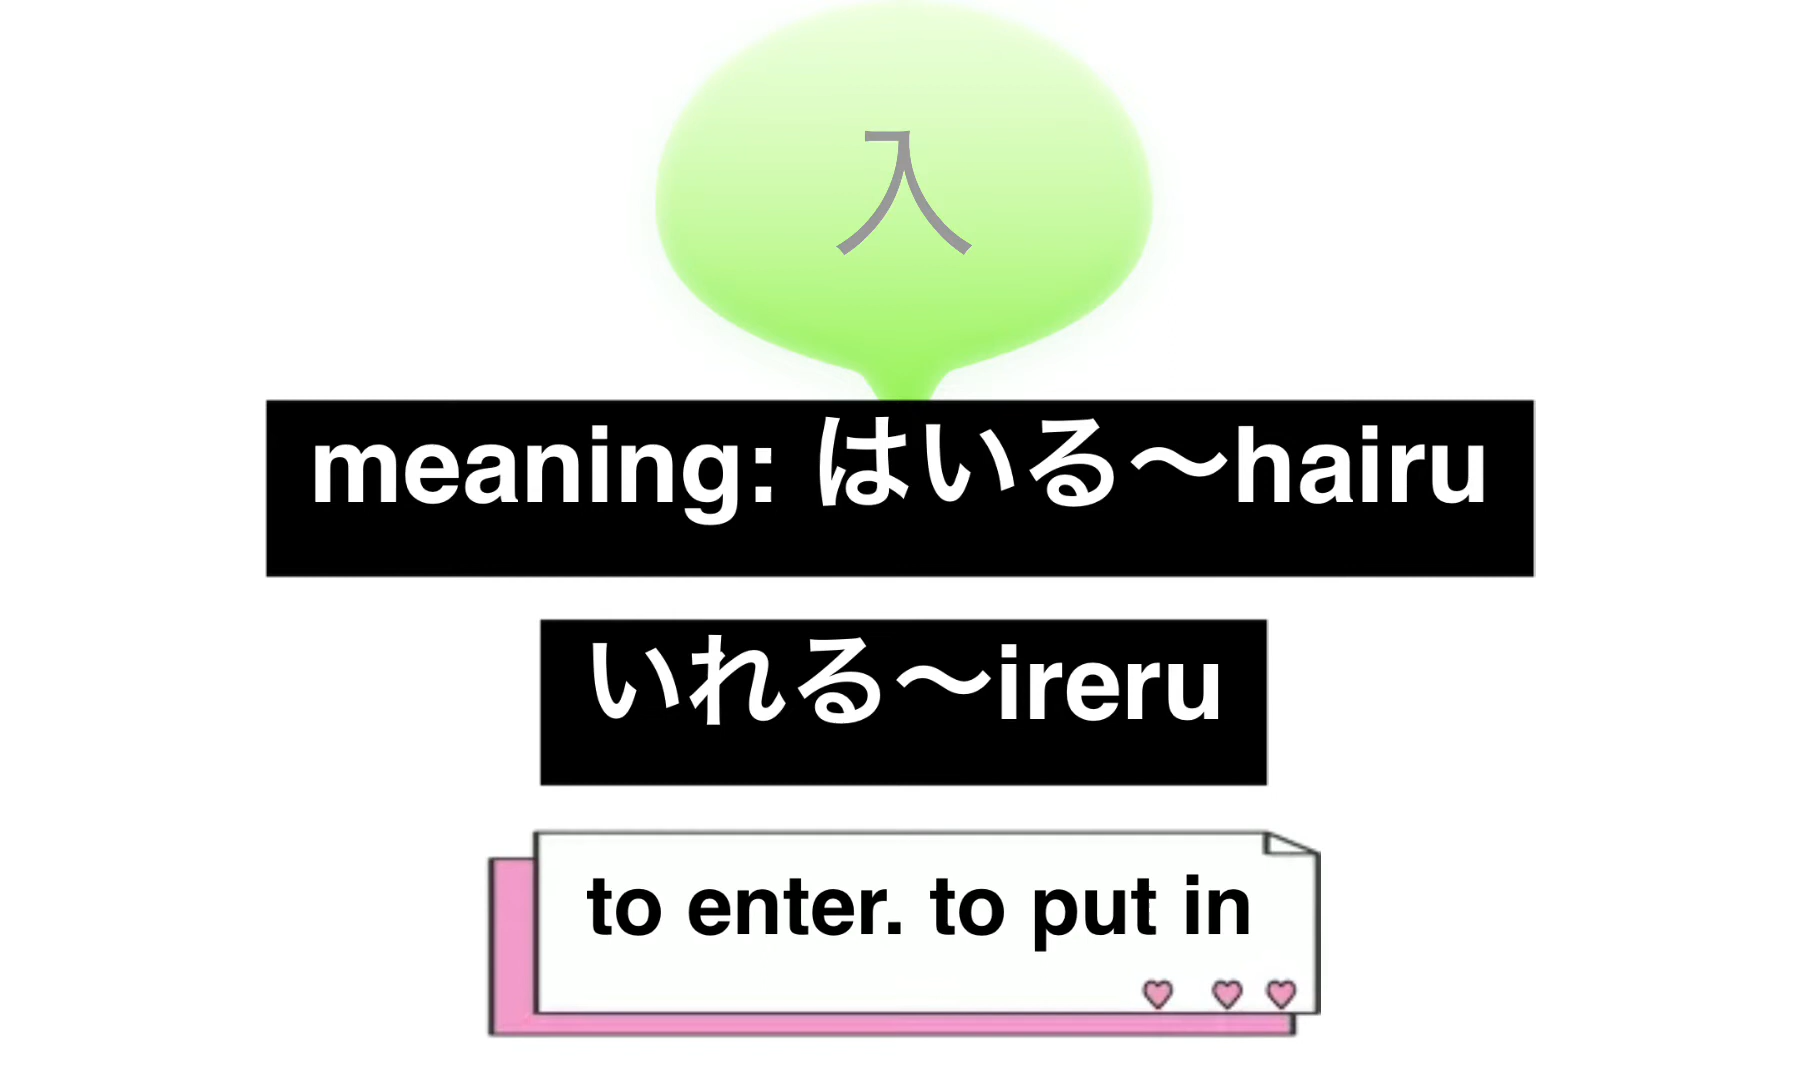 入
meaning: はいる〜hairu
いれる〜ireru
to enter. to put in